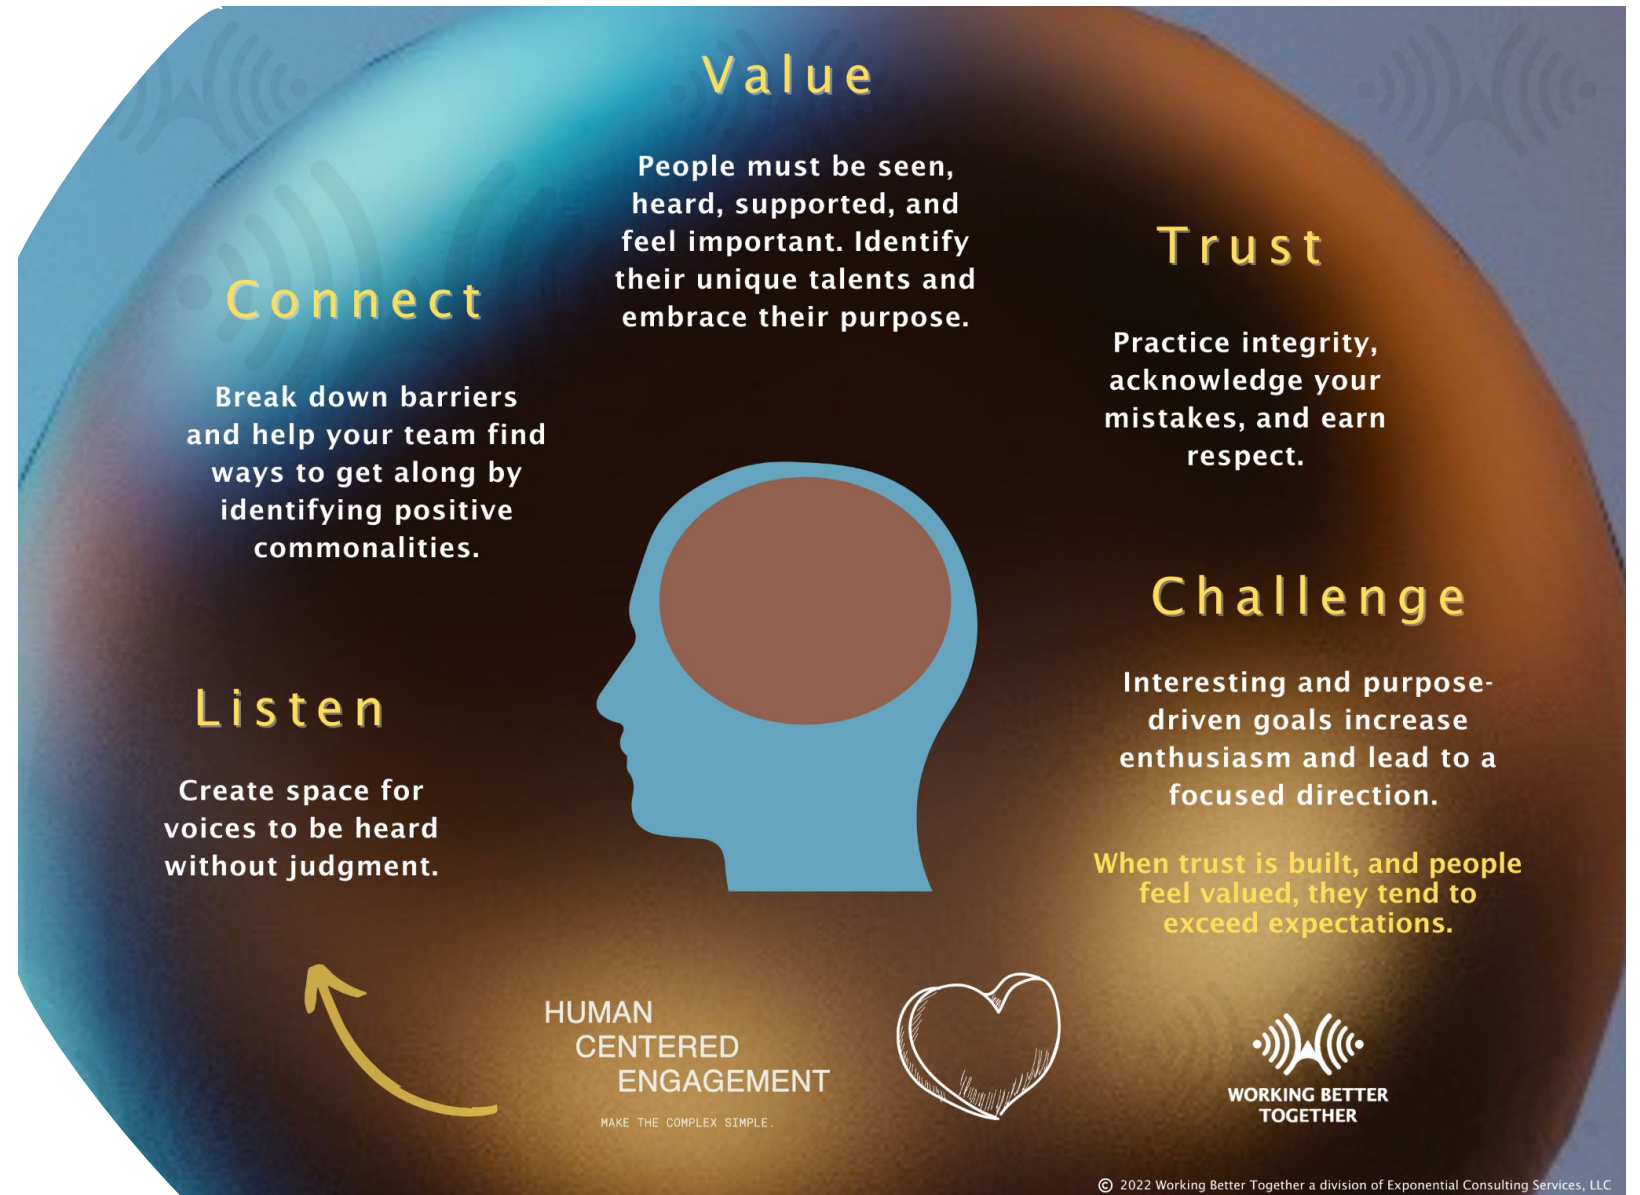 Value
People must be seen,
heard, supported, and
feel important. Identify
their unique talents and
embrace their purpose.
Trust
Practice integrity,
acknowledge your
mistakes, and earn
respect.
Connect
Break down barriers
and help your team find
ways to get along by
identifying positive
commonalities.
Challenge
Interesting and purpose-
driven goals increase
enthusiasm and lead to a
focused direction.
When trust is built, and people
feel valued, they tend to
exceed expectations.
Listen
Create space for
voices to be heard
without judgment.
HUMAN
CENTERED
ENGAGEMENT
MAKE THE COMPLEX SIMPLE.
WORKING BETTER
TOGETHER
© 2022 Working Better Together a division of Exponential Consulting Services, LLC